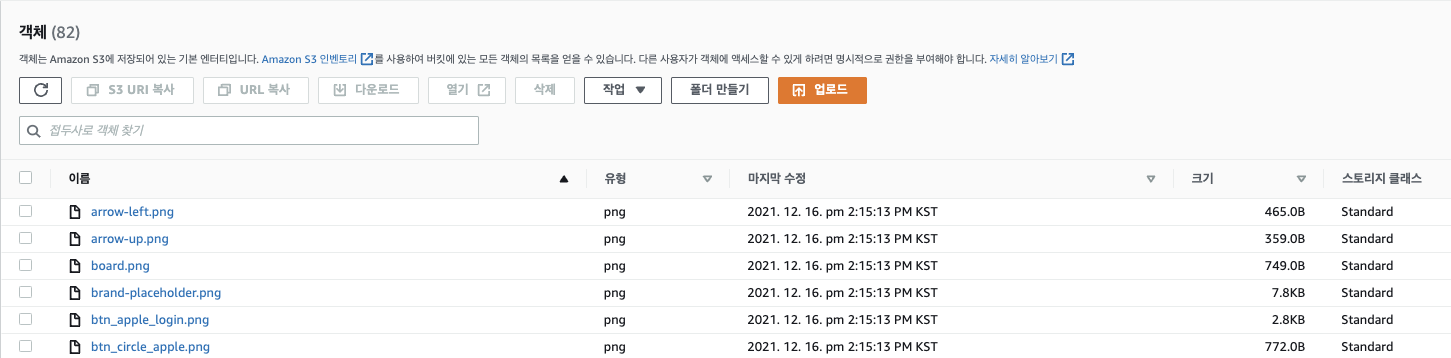 객체 (82)
객체는 Amazon S3에 저장되어 있는 기본 엔터티입니다. Amazon S3 인벤토리를 사용하여 버킷에 있는 모든 객체의 목록을 얻을 수 있습니다. 다른 사용자가 객체에 액세스할 수 있게 하려면 명시적으로 권한을 부여해야 합니다. 자세히 알아보기
S3 URI 복사 URL 복사 다운로드 열기 삭제 작업 폴더 만들기 업로드
접두사로 객체 찾기
이름 유형 마지막 수정 크기 스토리지 클래스
arrow-left.png png 2021. 12. 16. pm 2:15:13 PM KST 465.0B Standard
arrow-up.png png 2021. 12. 16. pm 2:15:13 PM KST 359.0B Standard
board.png png 2021. 12. 16. pm 2:15:13 PM KST 749.0B Standard
brand-placeholder.png png 2021. 12. 16. pm 2:15:13 PM KST 7.8KB Standard
btn_apple_login.png png 2021. 12. 16. pm 2:15:13 PM KST 2.8KB Standard
btn_circle_apple.png png 2021. 12. 16. pm 2:15:13 PM KST 772.0B Standard